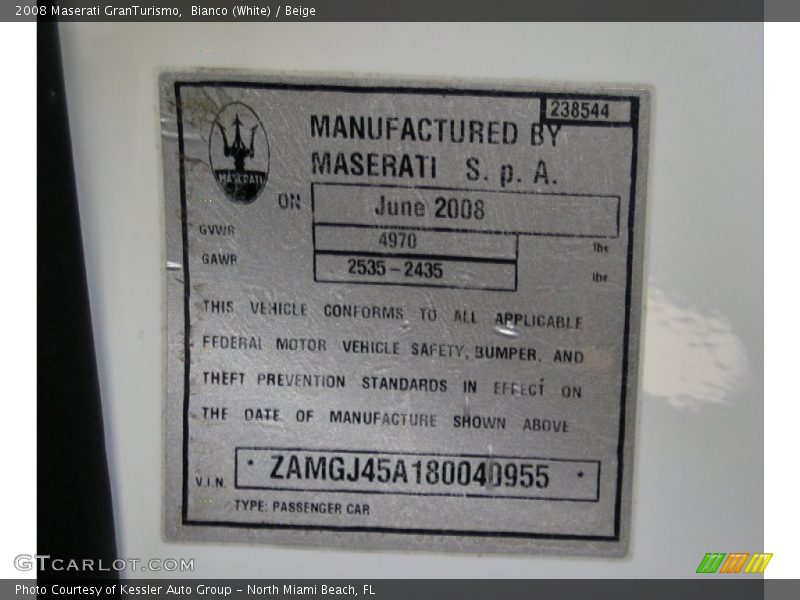 2008 Maserati GranTurismo, Bianco (White) / Beige
238544
MANUFACTURED BY
MASERATI S. p. A.
MASERATI
ON June 2008
GVWR 4970 lbs
GAWR 2535 - 2435 lbs
THIS VEHICLE CONFORMS TO ALL APPLICABLE
FEDERAL MOTOR VEHICLE SAFETY, BUMPER, AND
THEFT PREVENTION STANDARDS IN EFFECT ON
THE DATE OF MANUFACTURE SHOWN ABOVE
V.I.N. * ZAMGJ45A180040955 *
TYPE: PASSENGER CAR
GTCARLOT.COM
Photo Courtesy of Kessler Auto Group - North Miami Beach, FL